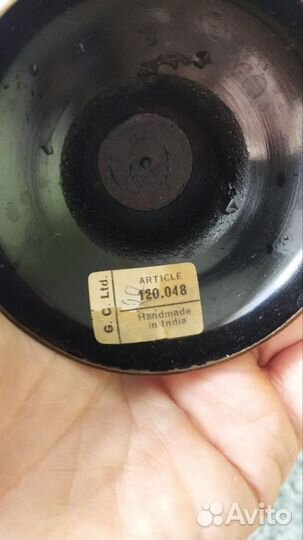 G. C. Ltd.
ARTICLE
120.048
Handmade
in India
Avito